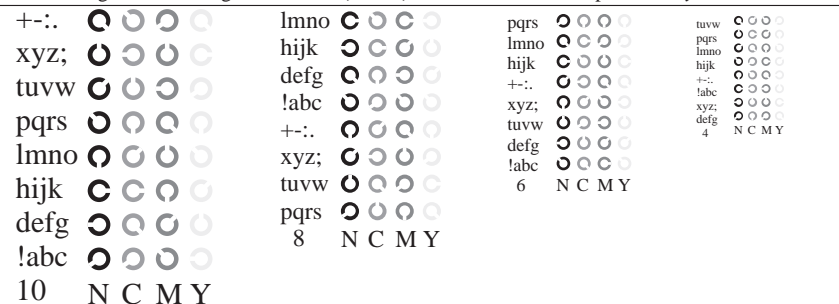 +-:.
xyz;
tuvw
pqrs
lmno
hijk
defg
!abc
10 N C M Y
lmno
hijk
defg
!abc
+-:.
xyz;
tuvw
pqrs
8 N C M Y
pqrs
lmno
hijk
+-:.
xyz;
tuvw
defg
!abc
6 N C M Y
tuvw
pqrs
lmno
hijk
+-:.
!abc
xyz;
defg
4 N C M Y